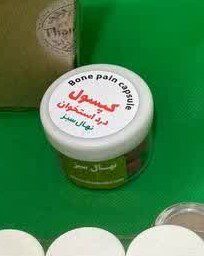 Bone pain capsule
کپسول
درد استخوان
نهال سبز
نهال سبز